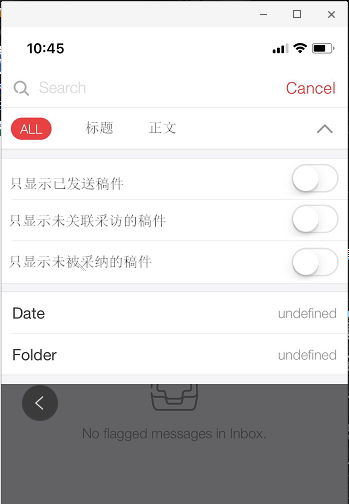 10:45
Search
Cancel
ALL 标题 正文
只显示已发送稿件
只显示未关联采访的稿件
只显示未被采纳的稿件
Date undefined
Folder undefined
No flagged messages in Inbox.